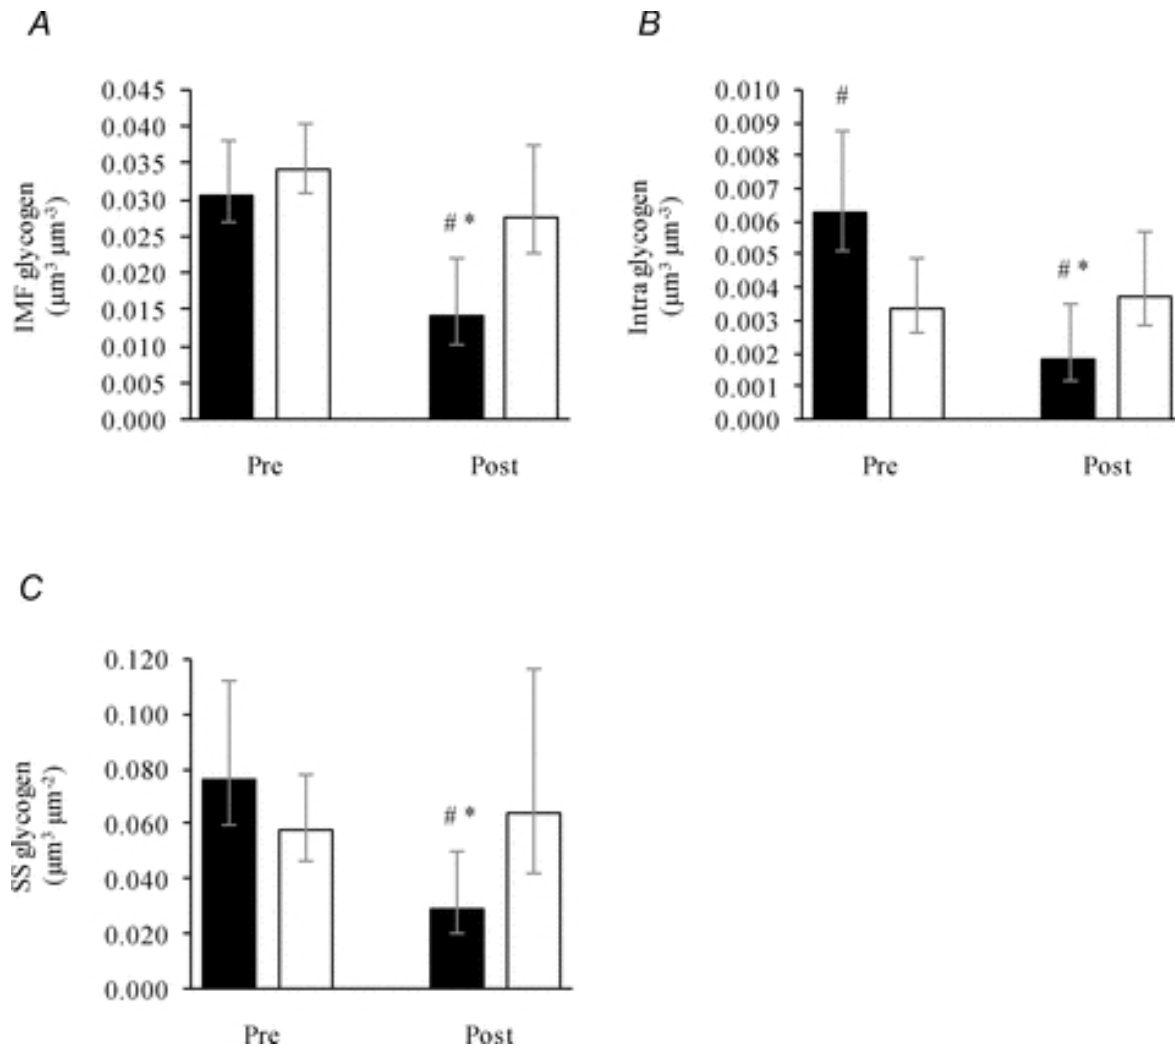 A
0.045
0.040
0.035
0.030
0.025
0.020
0.015
0.010
0.005
0.000
IMF glycogen
(µm³ µm⁻³)
# *
Pre
Post
B
0.010
0.009
0.008
0.007
0.006
0.005
0.004
0.003
0.002
0.001
0.000
Intra glycogen
(µm³ µm⁻³)
#
# *
Pre
Post
C
0.120
0.100
0.080
0.060
0.040
0.020
0.000
SS glycogen
(µm³ µm⁻²)
# *
Pre
Post